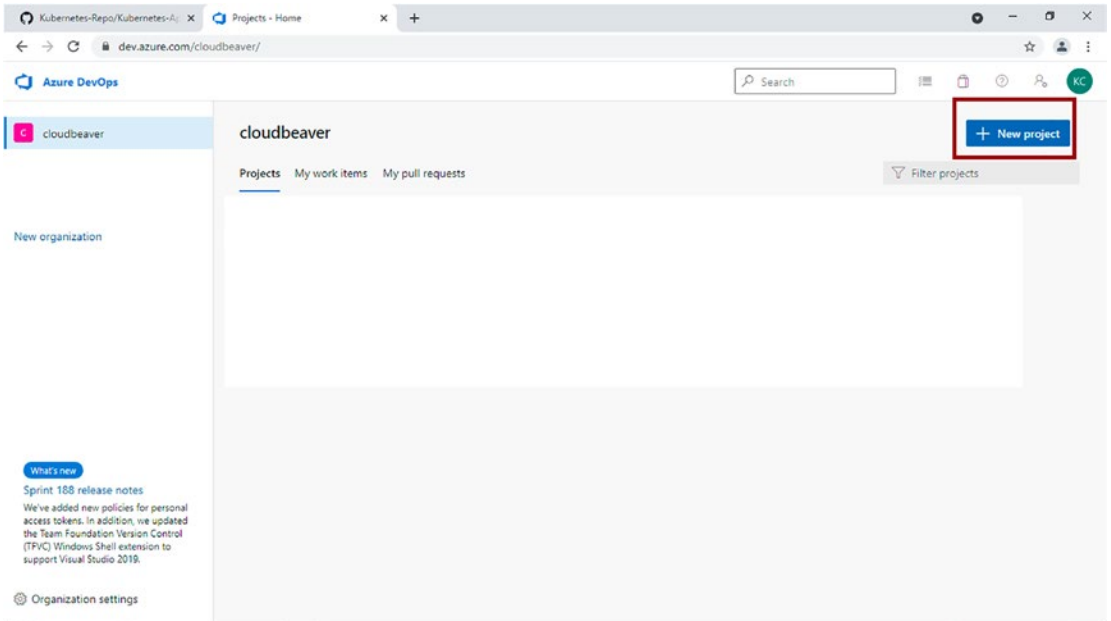 Kubernetes-Repo/Kubernetes-Ap
Projects - Home
dev.azure.com/cloudbeaver/
Azure DevOps
Search
KC
C cloudbeaver
cloudbeaver
+ New project
Projects My work items My pull requests
Filter projects
New organization
What's new
Sprint 188 release notes
We've added new policies for personal
access tokens. In addition, we updated
the Team Foundation Version Control
(TFVC) Windows Shell extension to
support Visual Studio 2019.
Organization settings